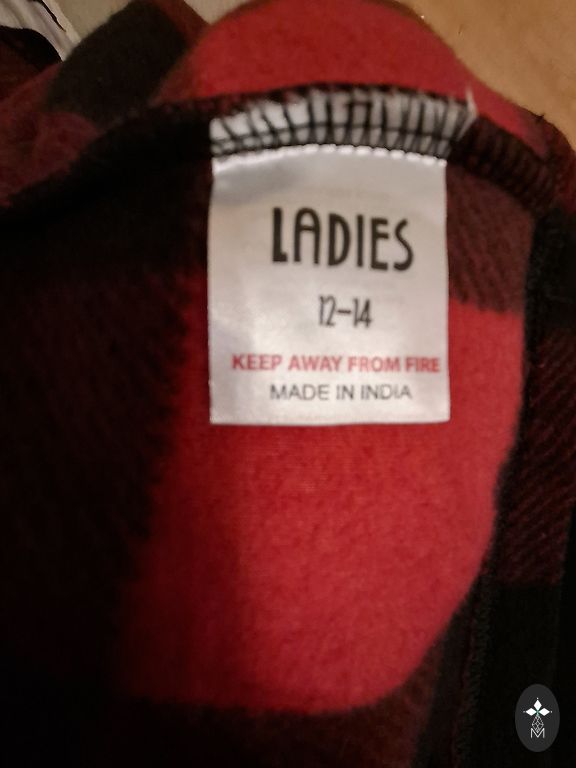 LADIES
12-14
KEEP AWAY FROM FIRE
MADE IN INDIA